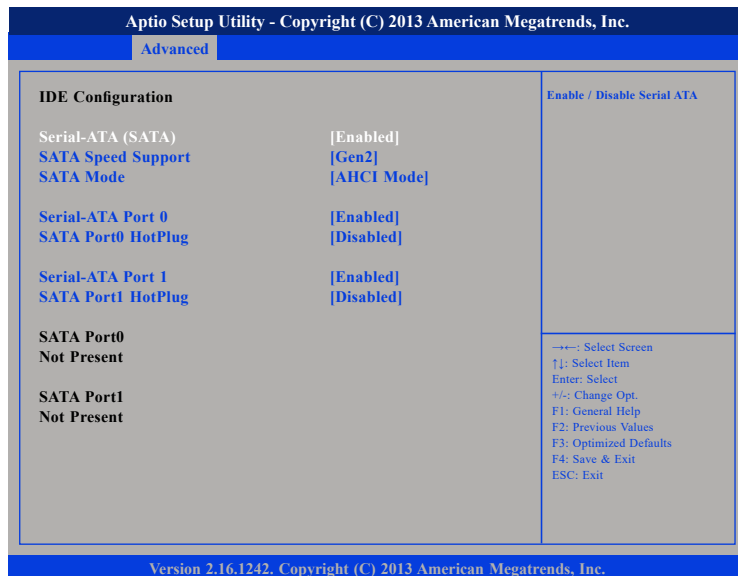 Aptio Setup Utility - Copyright (C) 2013 American Megatrends, Inc.
Advanced
IDE Configuration
Serial-ATA (SATA) [Enabled]
SATA Speed Support [Gen2]
SATA Mode [AHCI Mode]
Serial-ATA Port 0 [Enabled]
SATA Port0 HotPlug [Disabled]
Serial-ATA Port 1 [Enabled]
SATA Port1 HotPlug [Disabled]
SATA Port0
Not Present
SATA Port1
Not Present
Enable / Disable Serial ATA
→←: Select Screen
↑↓: Select Item
Enter: Select
+/-: Change Opt.
F1: General Help
F2: Previous Values
F3: Optimized Defaults
F4: Save & Exit
ESC: Exit
Version 2.16.1242. Copyright (C) 2013 American Megatrends, Inc.